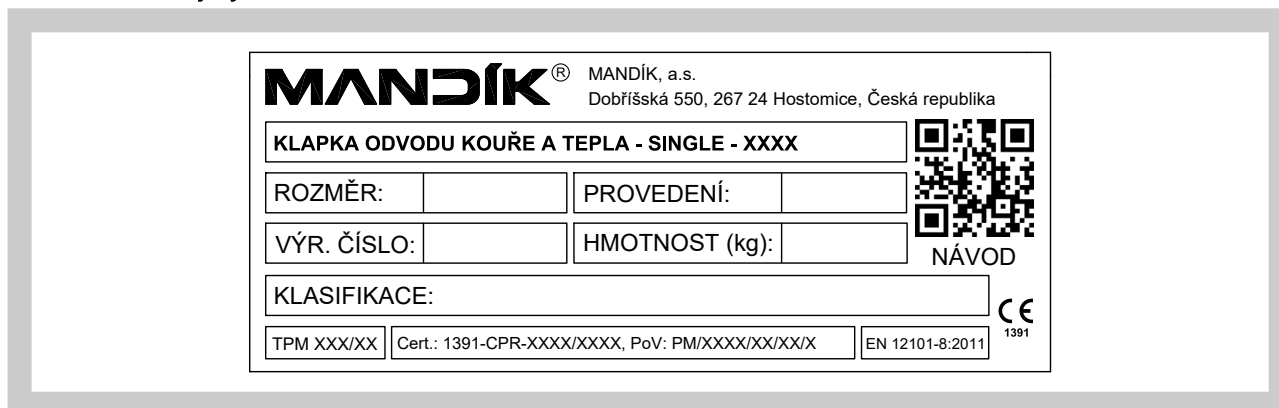 MANDÍK® MANDÍK, a.s.
Dobříšská 550, 267 24 Hostomice, Česká republika
KLAPKA ODVODU KOUŘE A TEPLA - SINGLE - XXXX
ROZMĚR: PROVEDENÍ:
VÝR. ČÍSLO: HMOTNOST (kg):
NÁVOD
KLASIFIKACE:
CE
1391
TPM XXX/XX Cert.: 1391-CPR-XXXX/XXXX, PoV: PM/XXXX/XX/XX/X EN 12101-8:2011